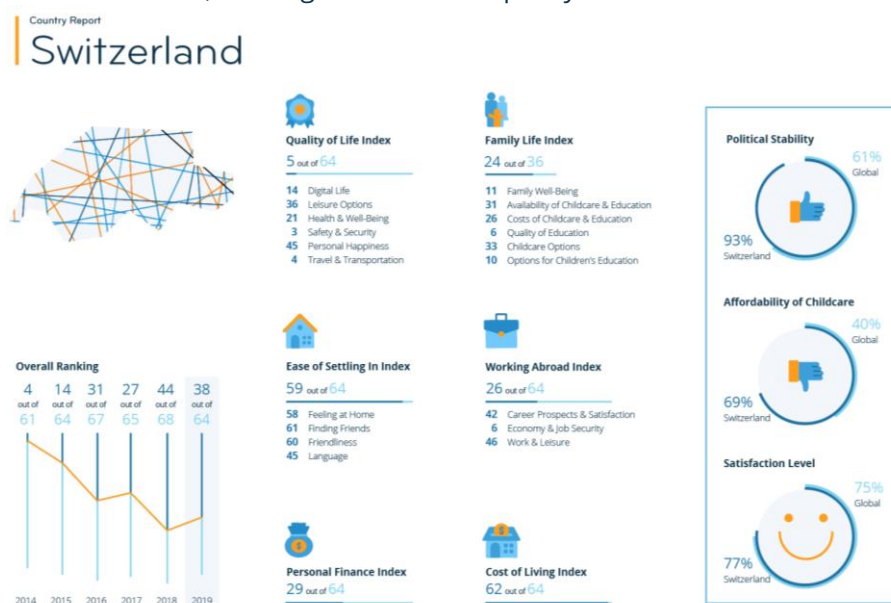 Country Report
Switzerland
Quality of Life Index
5 out of 64
14 Digital Life
36 Leisure Options
21 Health & Well-Being
3 Safety & Security
45 Personal Happiness
4 Travel & Transportation
Family Life Index
24 out of 36
11 Family Well-Being
31 Availability of Childcare & Education
26 Costs of Childcare & Education
6 Quality of Education
33 Childcare Options
10 Options for Children's Education
Political Stability
61%
Global
93%
Switzerland
Overall Ranking
4 14 31 27 44 38
out of out of out of out of out of out of
61 64 67 65 68 64
2014 2015 2016 2017 2018 2019
Ease of Settling In Index
59 out of 64
58 Feeling at Home
61 Finding Friends
60 Friendliness
45 Language
Working Abroad Index
26 out of 64
42 Career Prospects & Satisfaction
6 Economy & Job Security
46 Work & Leisure
Affordability of Childcare
40%
Global
69%
Switzerland
Satisfaction Level
75%
Global
77%
Switzerland
Personal Finance Index
29 out of 64
Cost of Living Index
62 out of 64